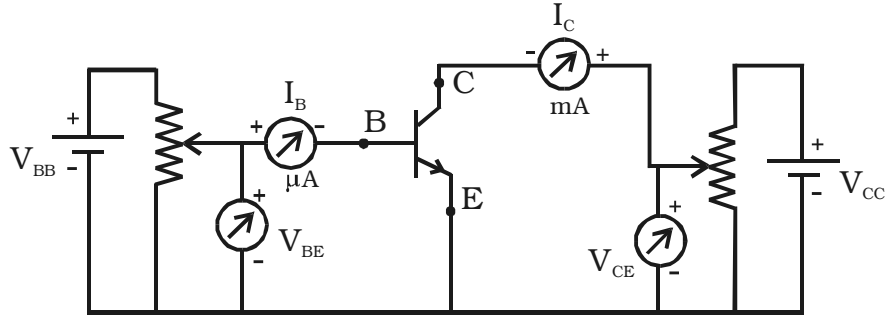 I_C
- +
C
mA
I_B
+ -
B
μA
+
V_BB
-
+
V_BE
-
E
+
V_CE
-
+
V_CC
-